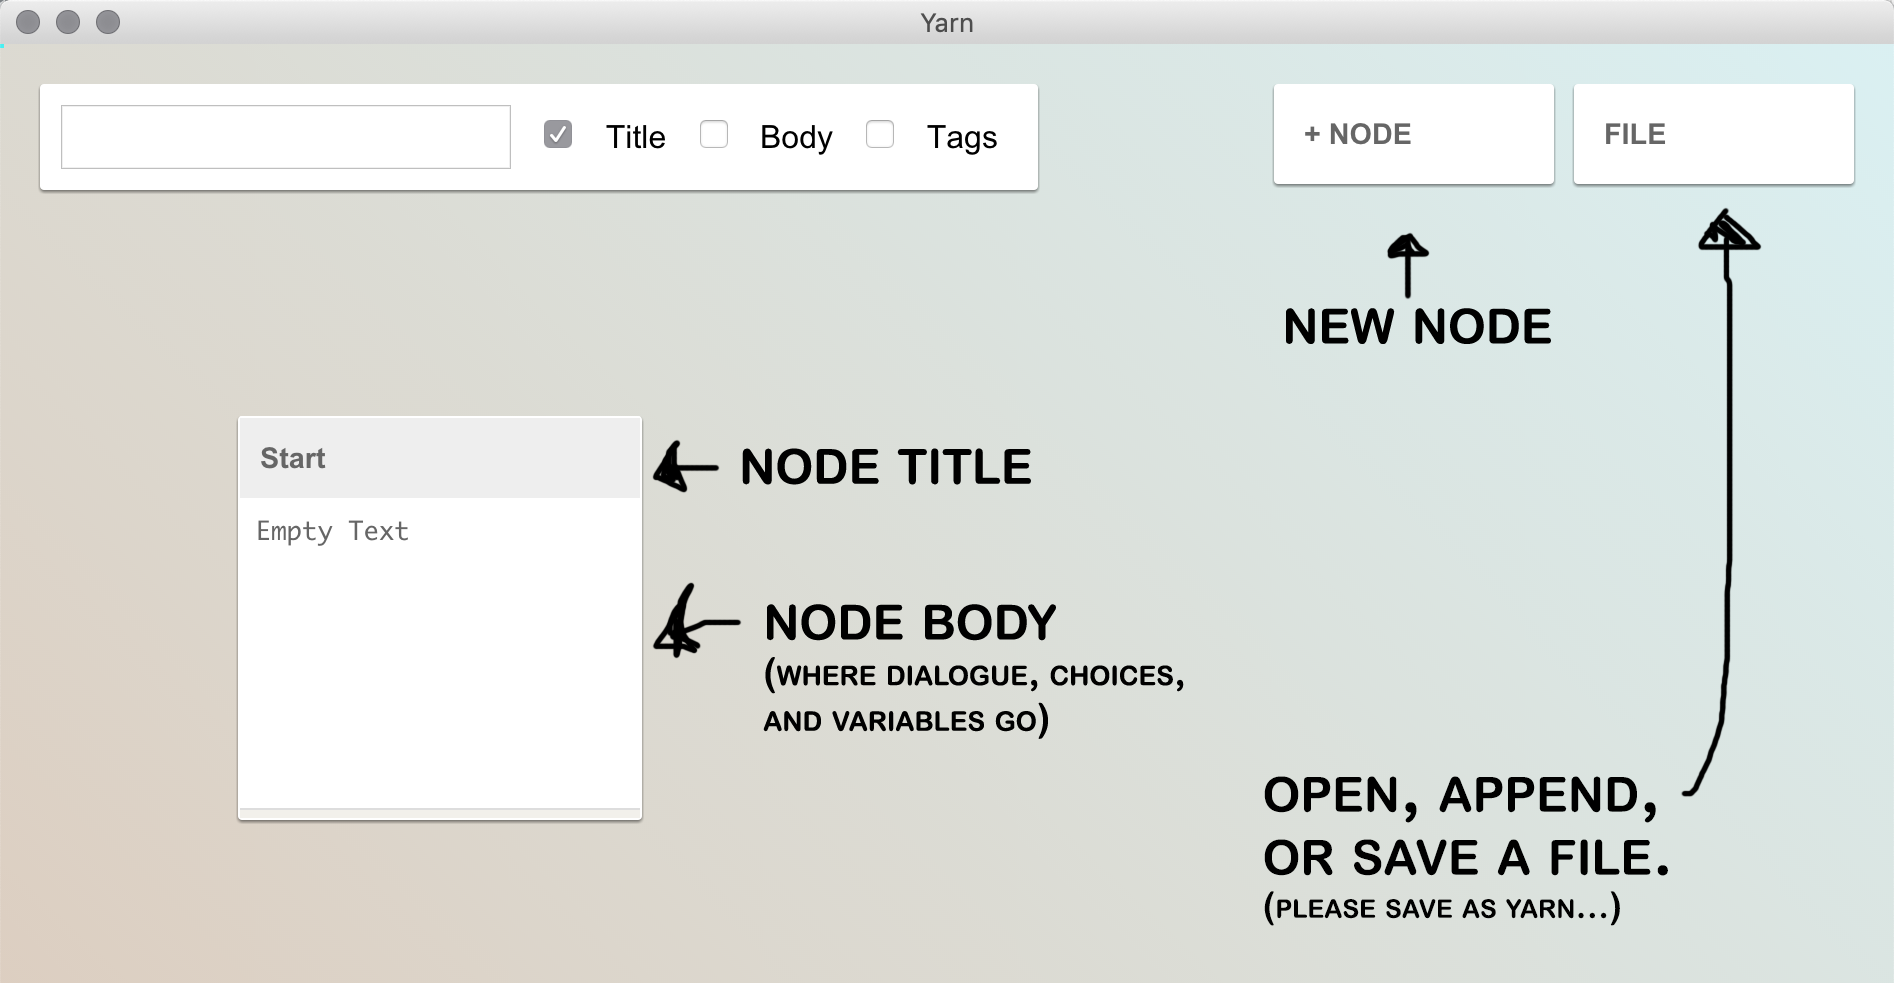 Yarn
Title Body Tags
+ NODE
FILE
NEW NODE
Start
NODE TITLE
Empty Text
NODE BODY
(WHERE DIALOGUE, CHOICES,
AND VARIABLES GO)
OPEN, APPEND,
OR SAVE A FILE.
(PLEASE SAVE AS YARN...)